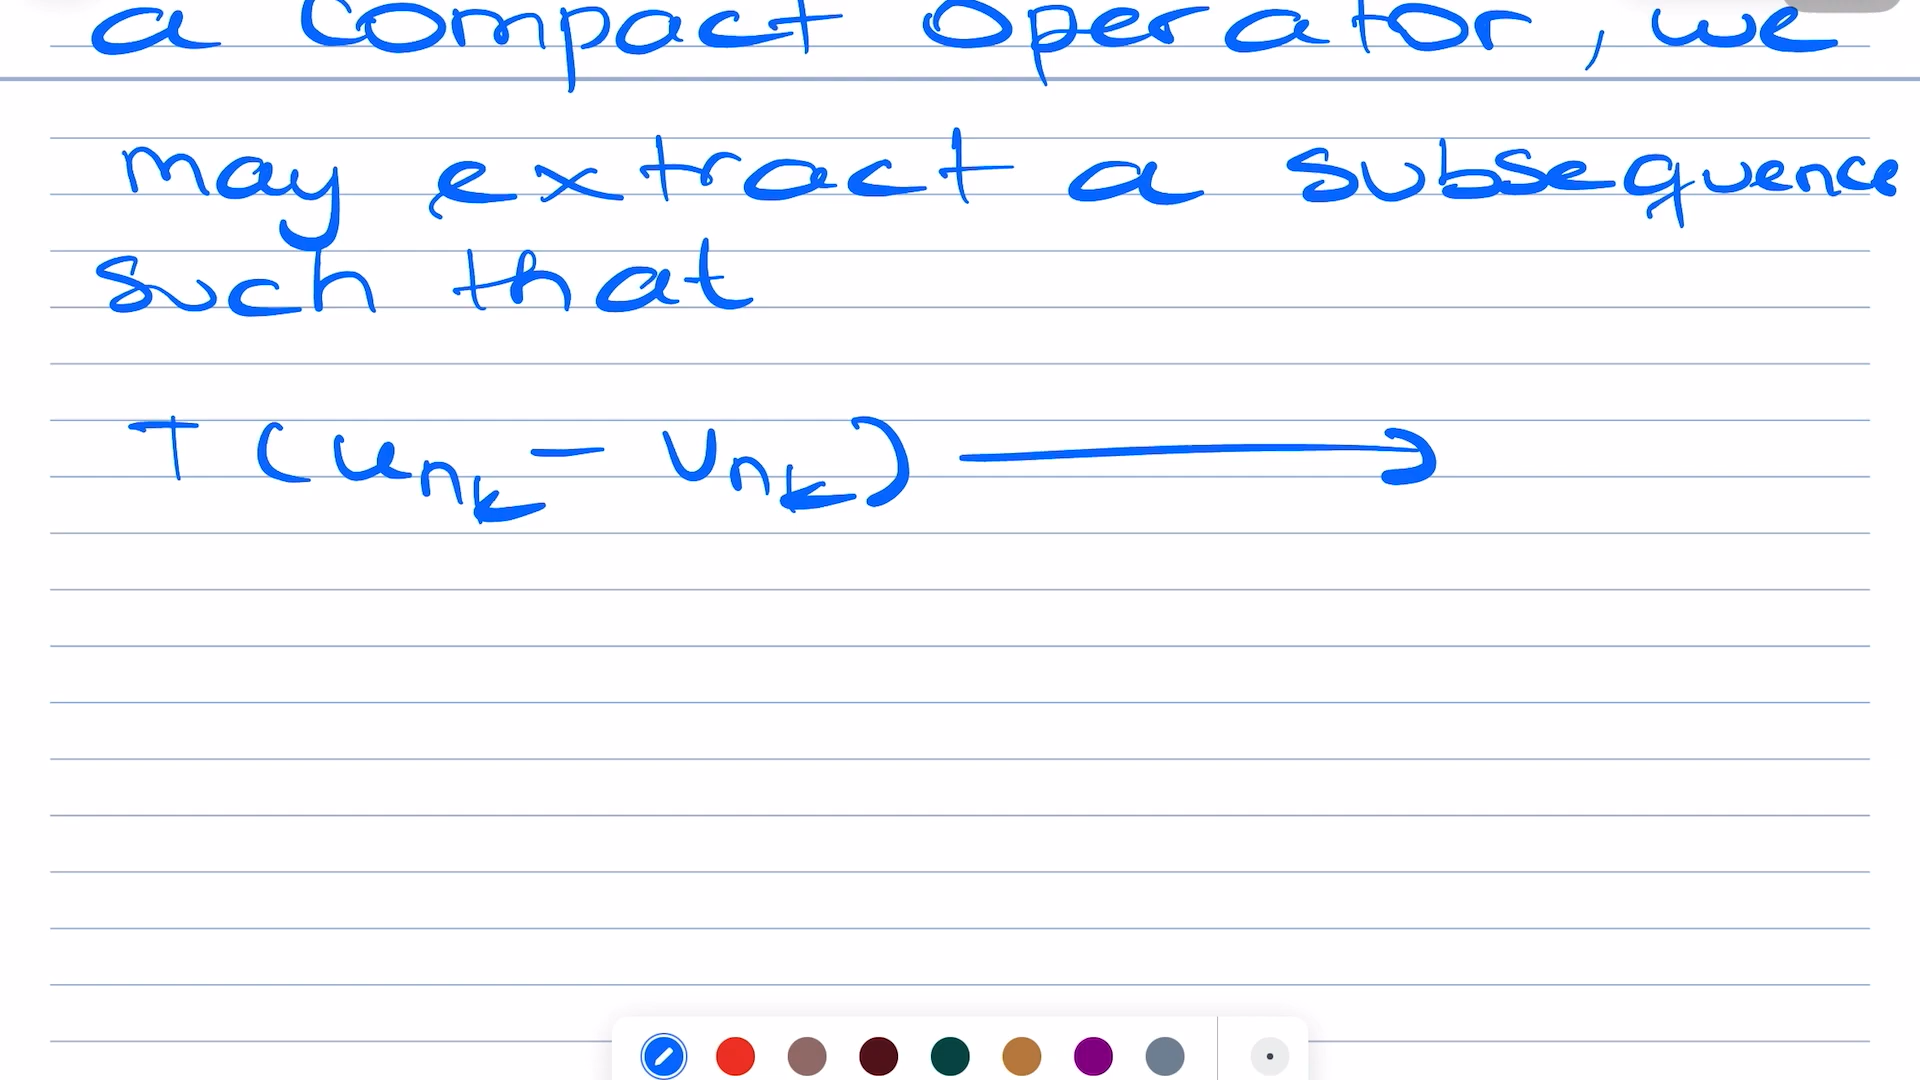 a compact operator, we
may extract a subsequence
such that
T(u_{n_k} - v_{n_k}) ⟶